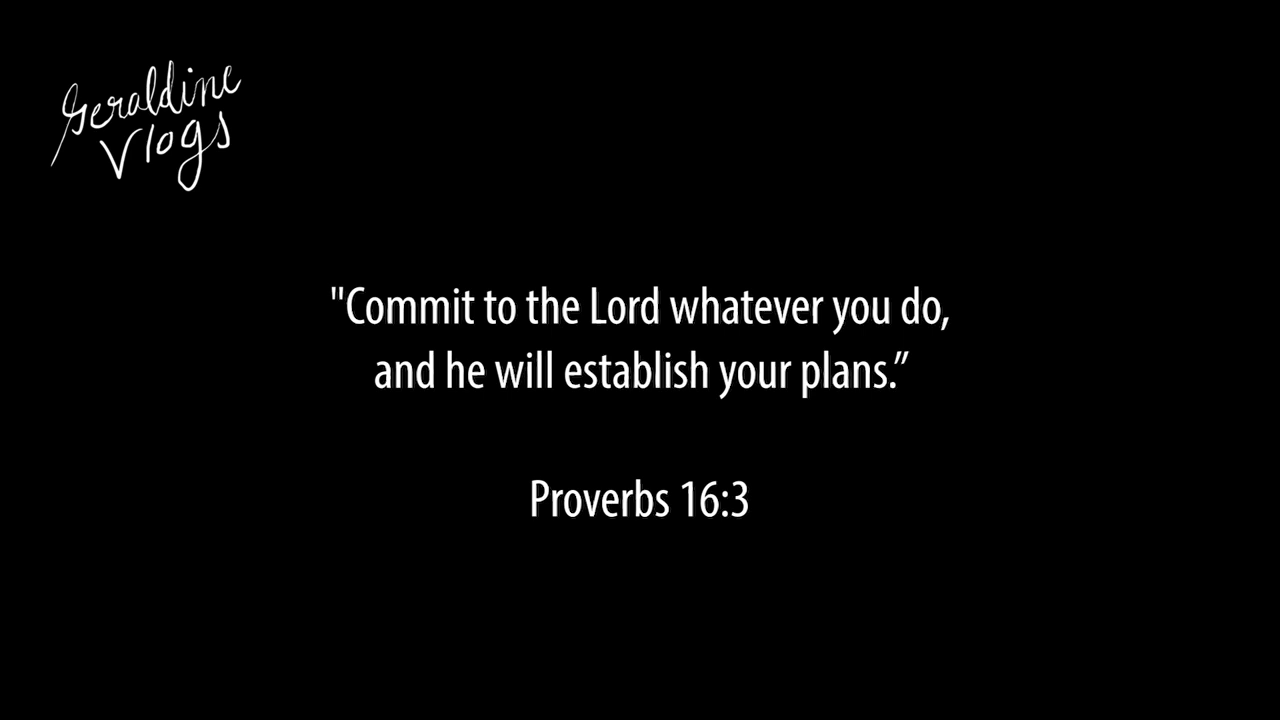 Geraldine
Vlogs
"Commit to the Lord whatever you do,
and he will establish your plans.”
Proverbs 16:3